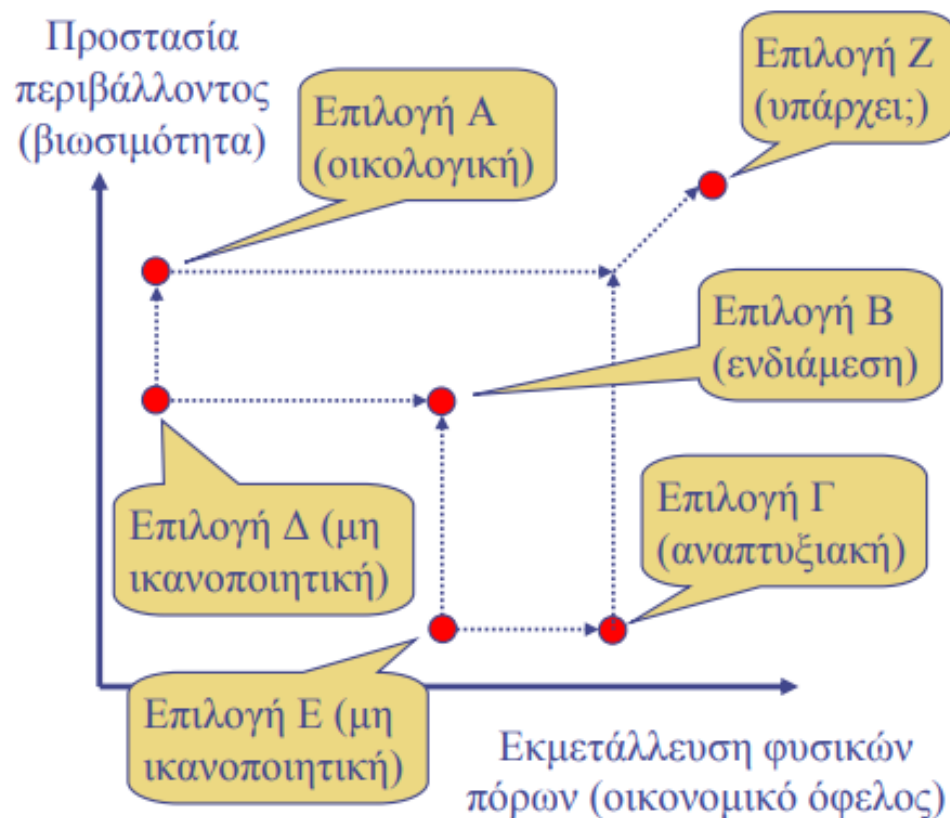 Προστασία
περιβάλλοντος
(βιωσιμότητα)
Επιλογή Α
(οικολογική)
Επιλογή Ζ
(υπάρχει;)
Επιλογή Β
(ενδιάμεση)
Επιλογή Δ (μη
ικανοποιητική)
Επιλογή Γ
(αναπτυξιακή)
Επιλογή Ε (μη
ικανοποιητική)
Εκμετάλλευση φυσικών
πόρων (οικονομικό όφελος)